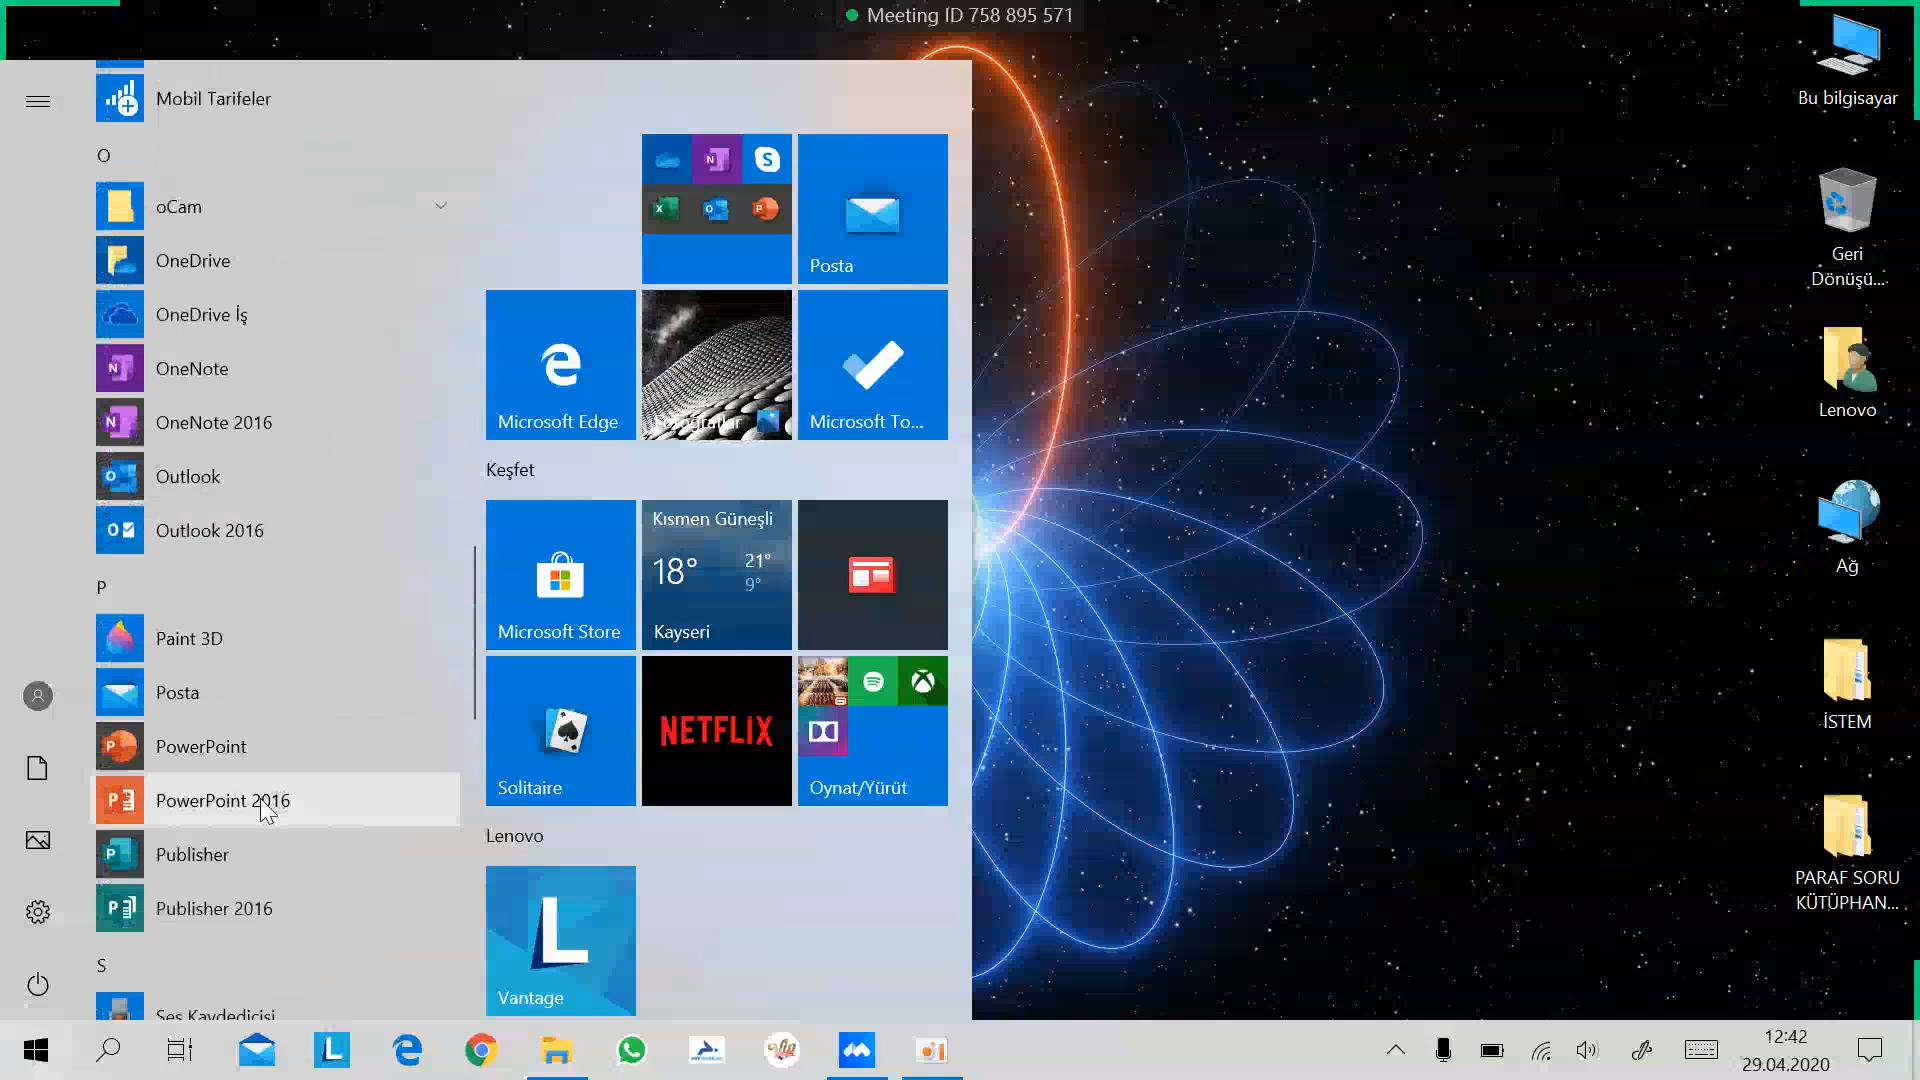 Meeting ID 758 895 571
Mobil Tarifeler
O
oCam
OneDrive
OneDrive İş
OneNote
OneNote 2016
Outlook
Outlook 2016
P
Paint 3D
Posta
PowerPoint
PowerPoint 2016
Publisher
Publisher 2016
S
Ses Kaydedicisi
Posta
Microsoft Edge
Fotoğraflar
Microsoft To...
Keşfet
Microsoft Store
Kısmen Güneşli
18°
21°
9°
Kayseri
Solitaire
NETFLIX
Oynat/Yürüt
Lenovo
L
Vantage
Bu bilgisayar
Geri
Dönüşü...
Lenovo
Ağ
İSTEM
PARAF SORU
KÜTÜPHAN...
12:42
29.04.2020